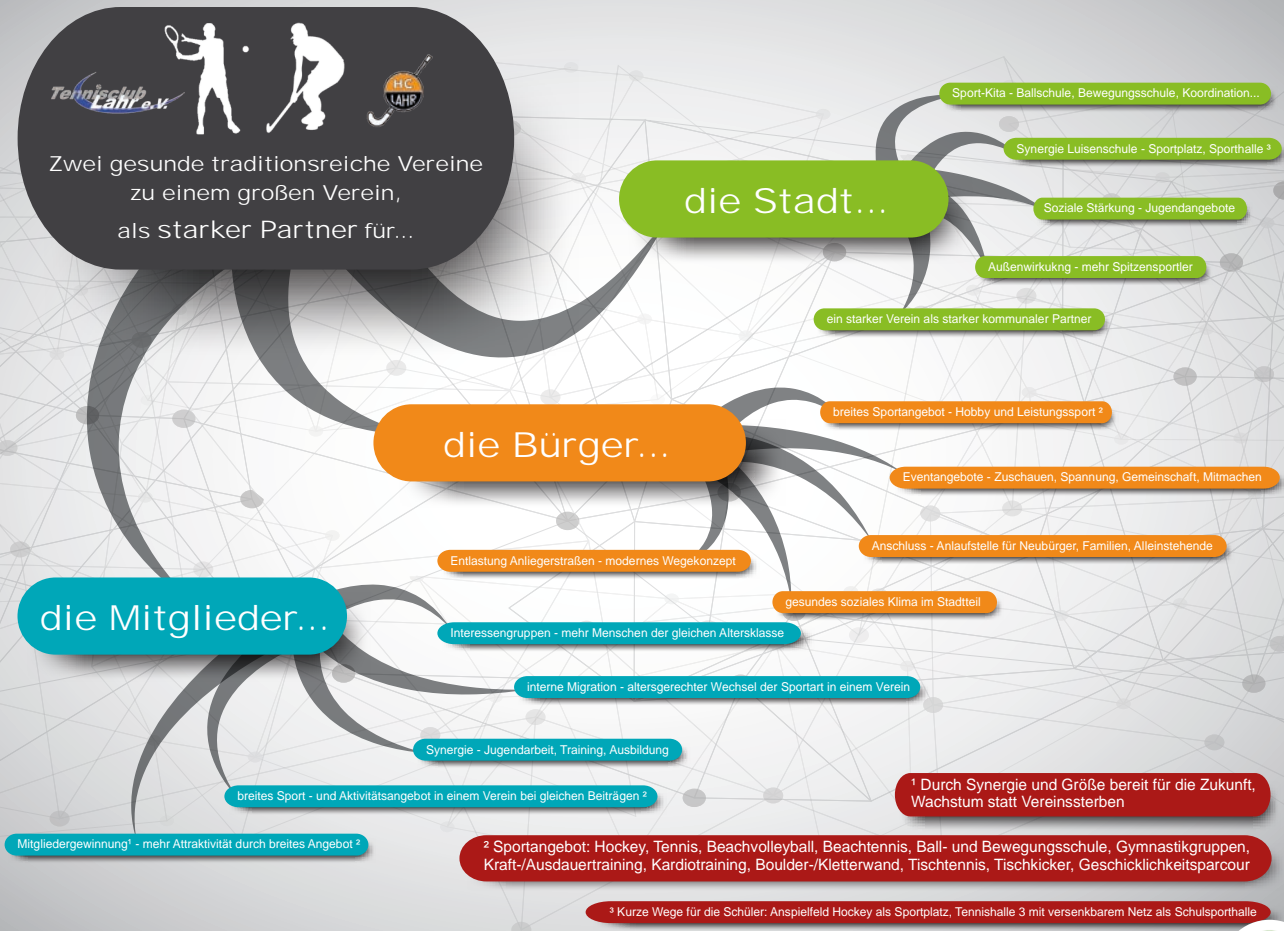 Tennisclub
Lahr e.V.
HC
LAHR
Zwei gesunde traditionsreiche Vereine
zu einem großen Verein,
als starker Partner für...
die Stadt...
Sport-Kita - Ballschule, Bewegungsschule, Koordination...
Synergie Luisenschule - Sportplatz, Sporthalle ³
Soziale Stärkung - Jugendangebote
Außenwirkukng - mehr Spitzensportler
ein starker Verein als starker kommunaler Partner
die Bürger...
breites Sportangebot - Hobby und Leistungssport ²
Eventangebote - Zuschauen, Spannung, Gemeinschaft, Mitmachen
Anschluss - Anlaufstelle für Neubürger, Familien, Alleinstehende
Entlastung Anliegerstraßen - modernes Wegekonzept
gesundes soziales Klima im Stadtteil
die Mitglieder...
Interessengruppen - mehr Menschen der gleichen Altersklasse
interne Migration - altersgerechter Wechsel der Sportart in einem Verein
Synergie - Jugendarbeit, Training, Ausbildung
breites Sport - und Aktivitätsangebot in einem Verein bei gleichen Beiträgen ²
Mitgliedergewinnung¹ - mehr Attraktivität durch breites Angebot ²
¹ Durch Synergie und Größe bereit für die Zukunft,
Wachstum statt Vereinssterben
² Sportangebot: Hockey, Tennis, Beachvolleyball, Beachtennis, Ball- und Bewegungsschule, Gymnastikgruppen,
Kraft-/Ausdauertraining, Kardiotraining, Boulder-/Kletterwand, Tischtennis, Tischkicker, Geschicklichkeitsparcour
³ Kurze Wege für die Schüler: Anspielfeld Hockey als Sportplatz, Tennishalle 3 mit versenkbarem Netz als Schulsporthalle